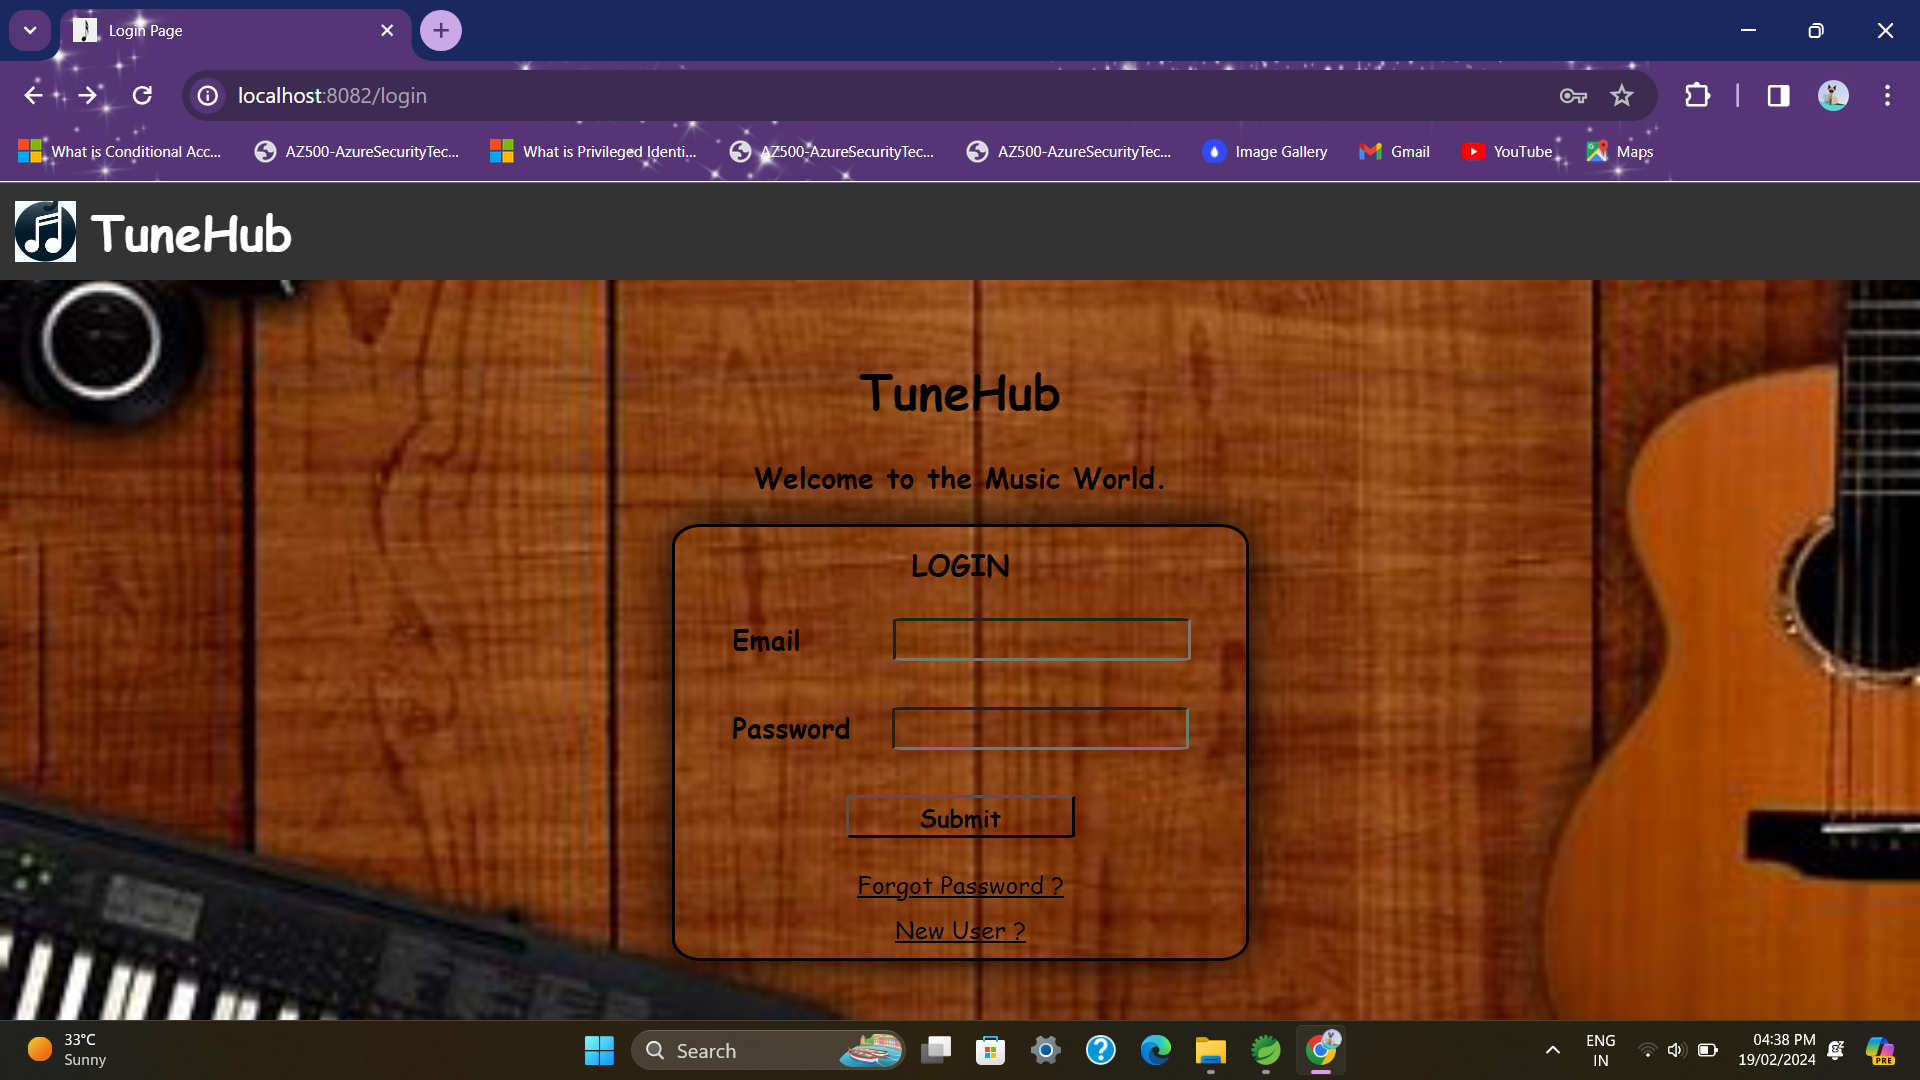 Login Page
localhost:8082/login
What is Conditional Acc...
AZ500-AzureSecurityTec...
What is Privileged Identi...
AZ500-AzureSecurityTec...
AZ500-AzureSecurityTec...
Image Gallery
Gmail
YouTube
Maps
TuneHub
TuneHub
Welcome to the Music World.
LOGIN
Email
Password
Submit
Forgot Password ?
New User ?
33°C
Sunny
Search
ENG
IN
04:38 PM
19/02/2024
PRE